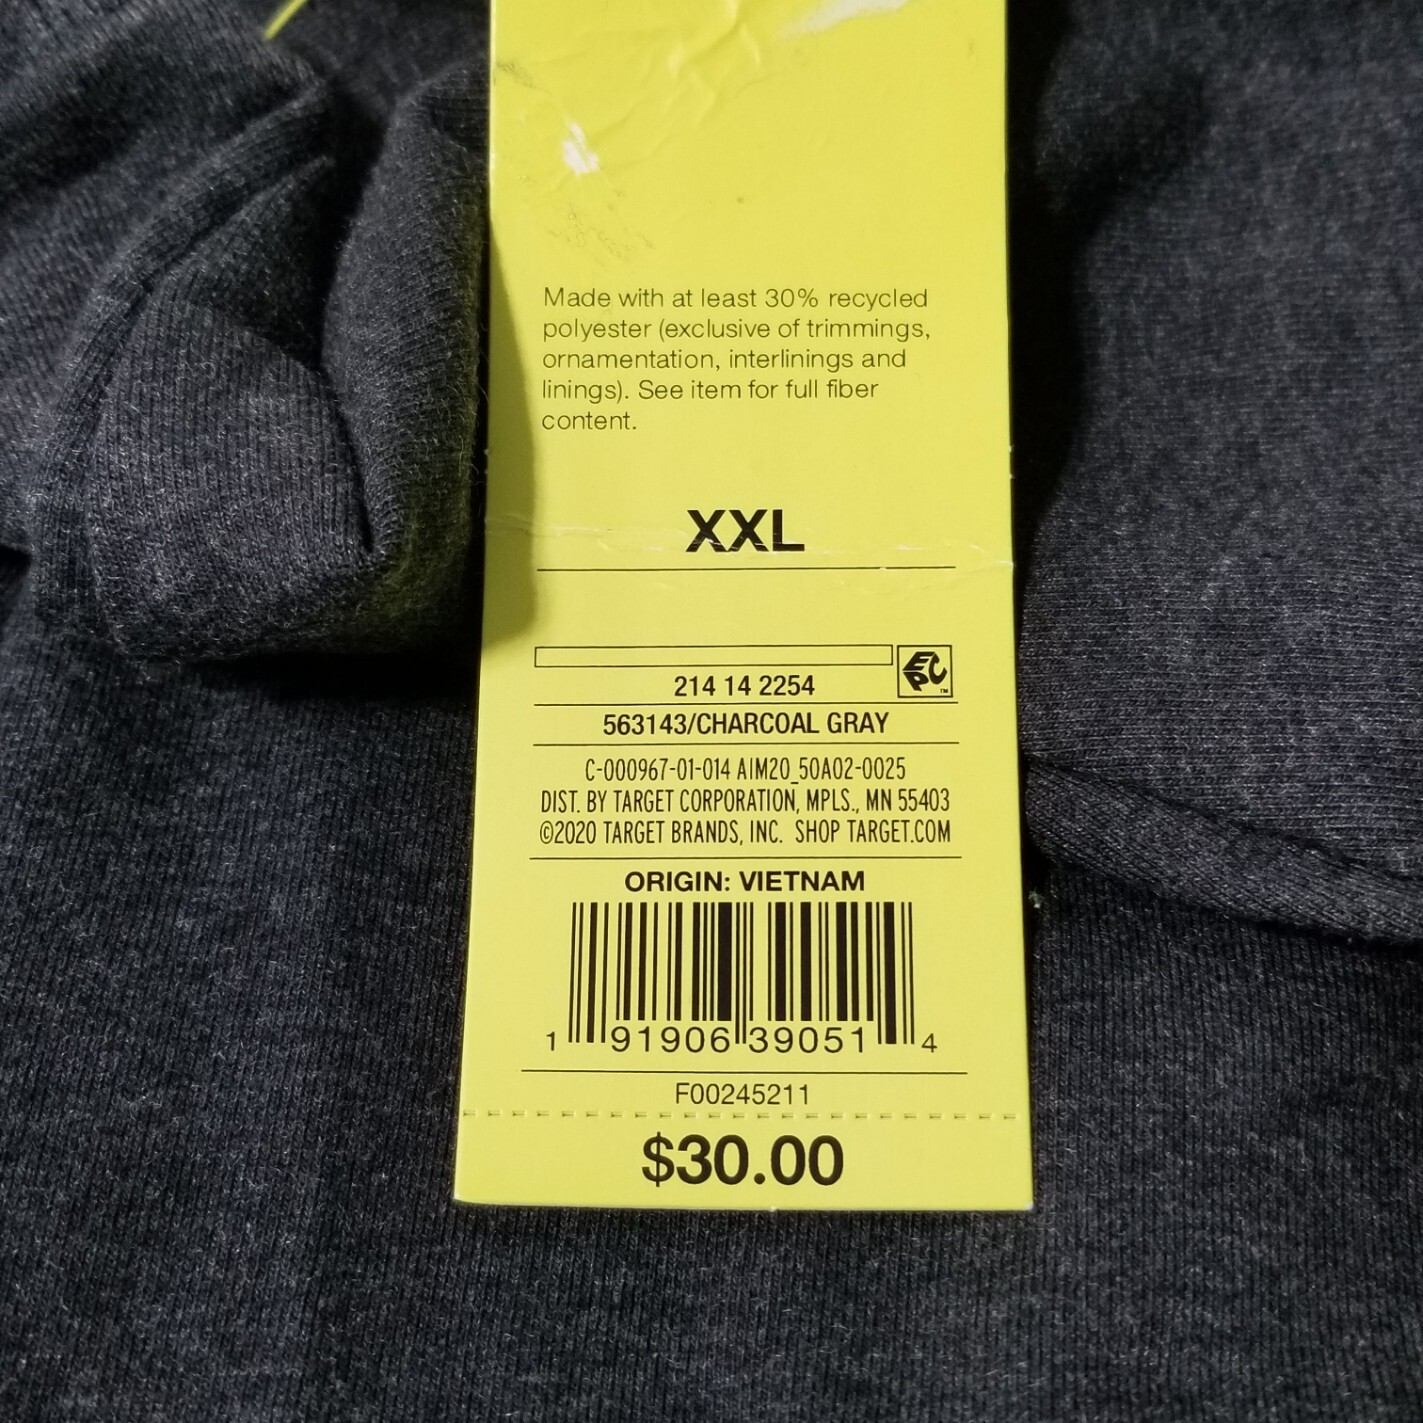 Made with at least 30% recycled
polyester (exclusive of trimmings,
ornamentation, interlinings and
linings). See item for full fiber
content.
XXL
EPC
TM
214 14 2254
563143/CHARCOAL GRAY
C-000967-01-014 AIM20_50A02-0025
DIST. BY TARGET CORPORATION, MPLS., MN 55403
©2020 TARGET BRANDS, INC. SHOP TARGET.COM
ORIGIN: VIETNAM
1 91906 39051 4
F00245211
$30.00